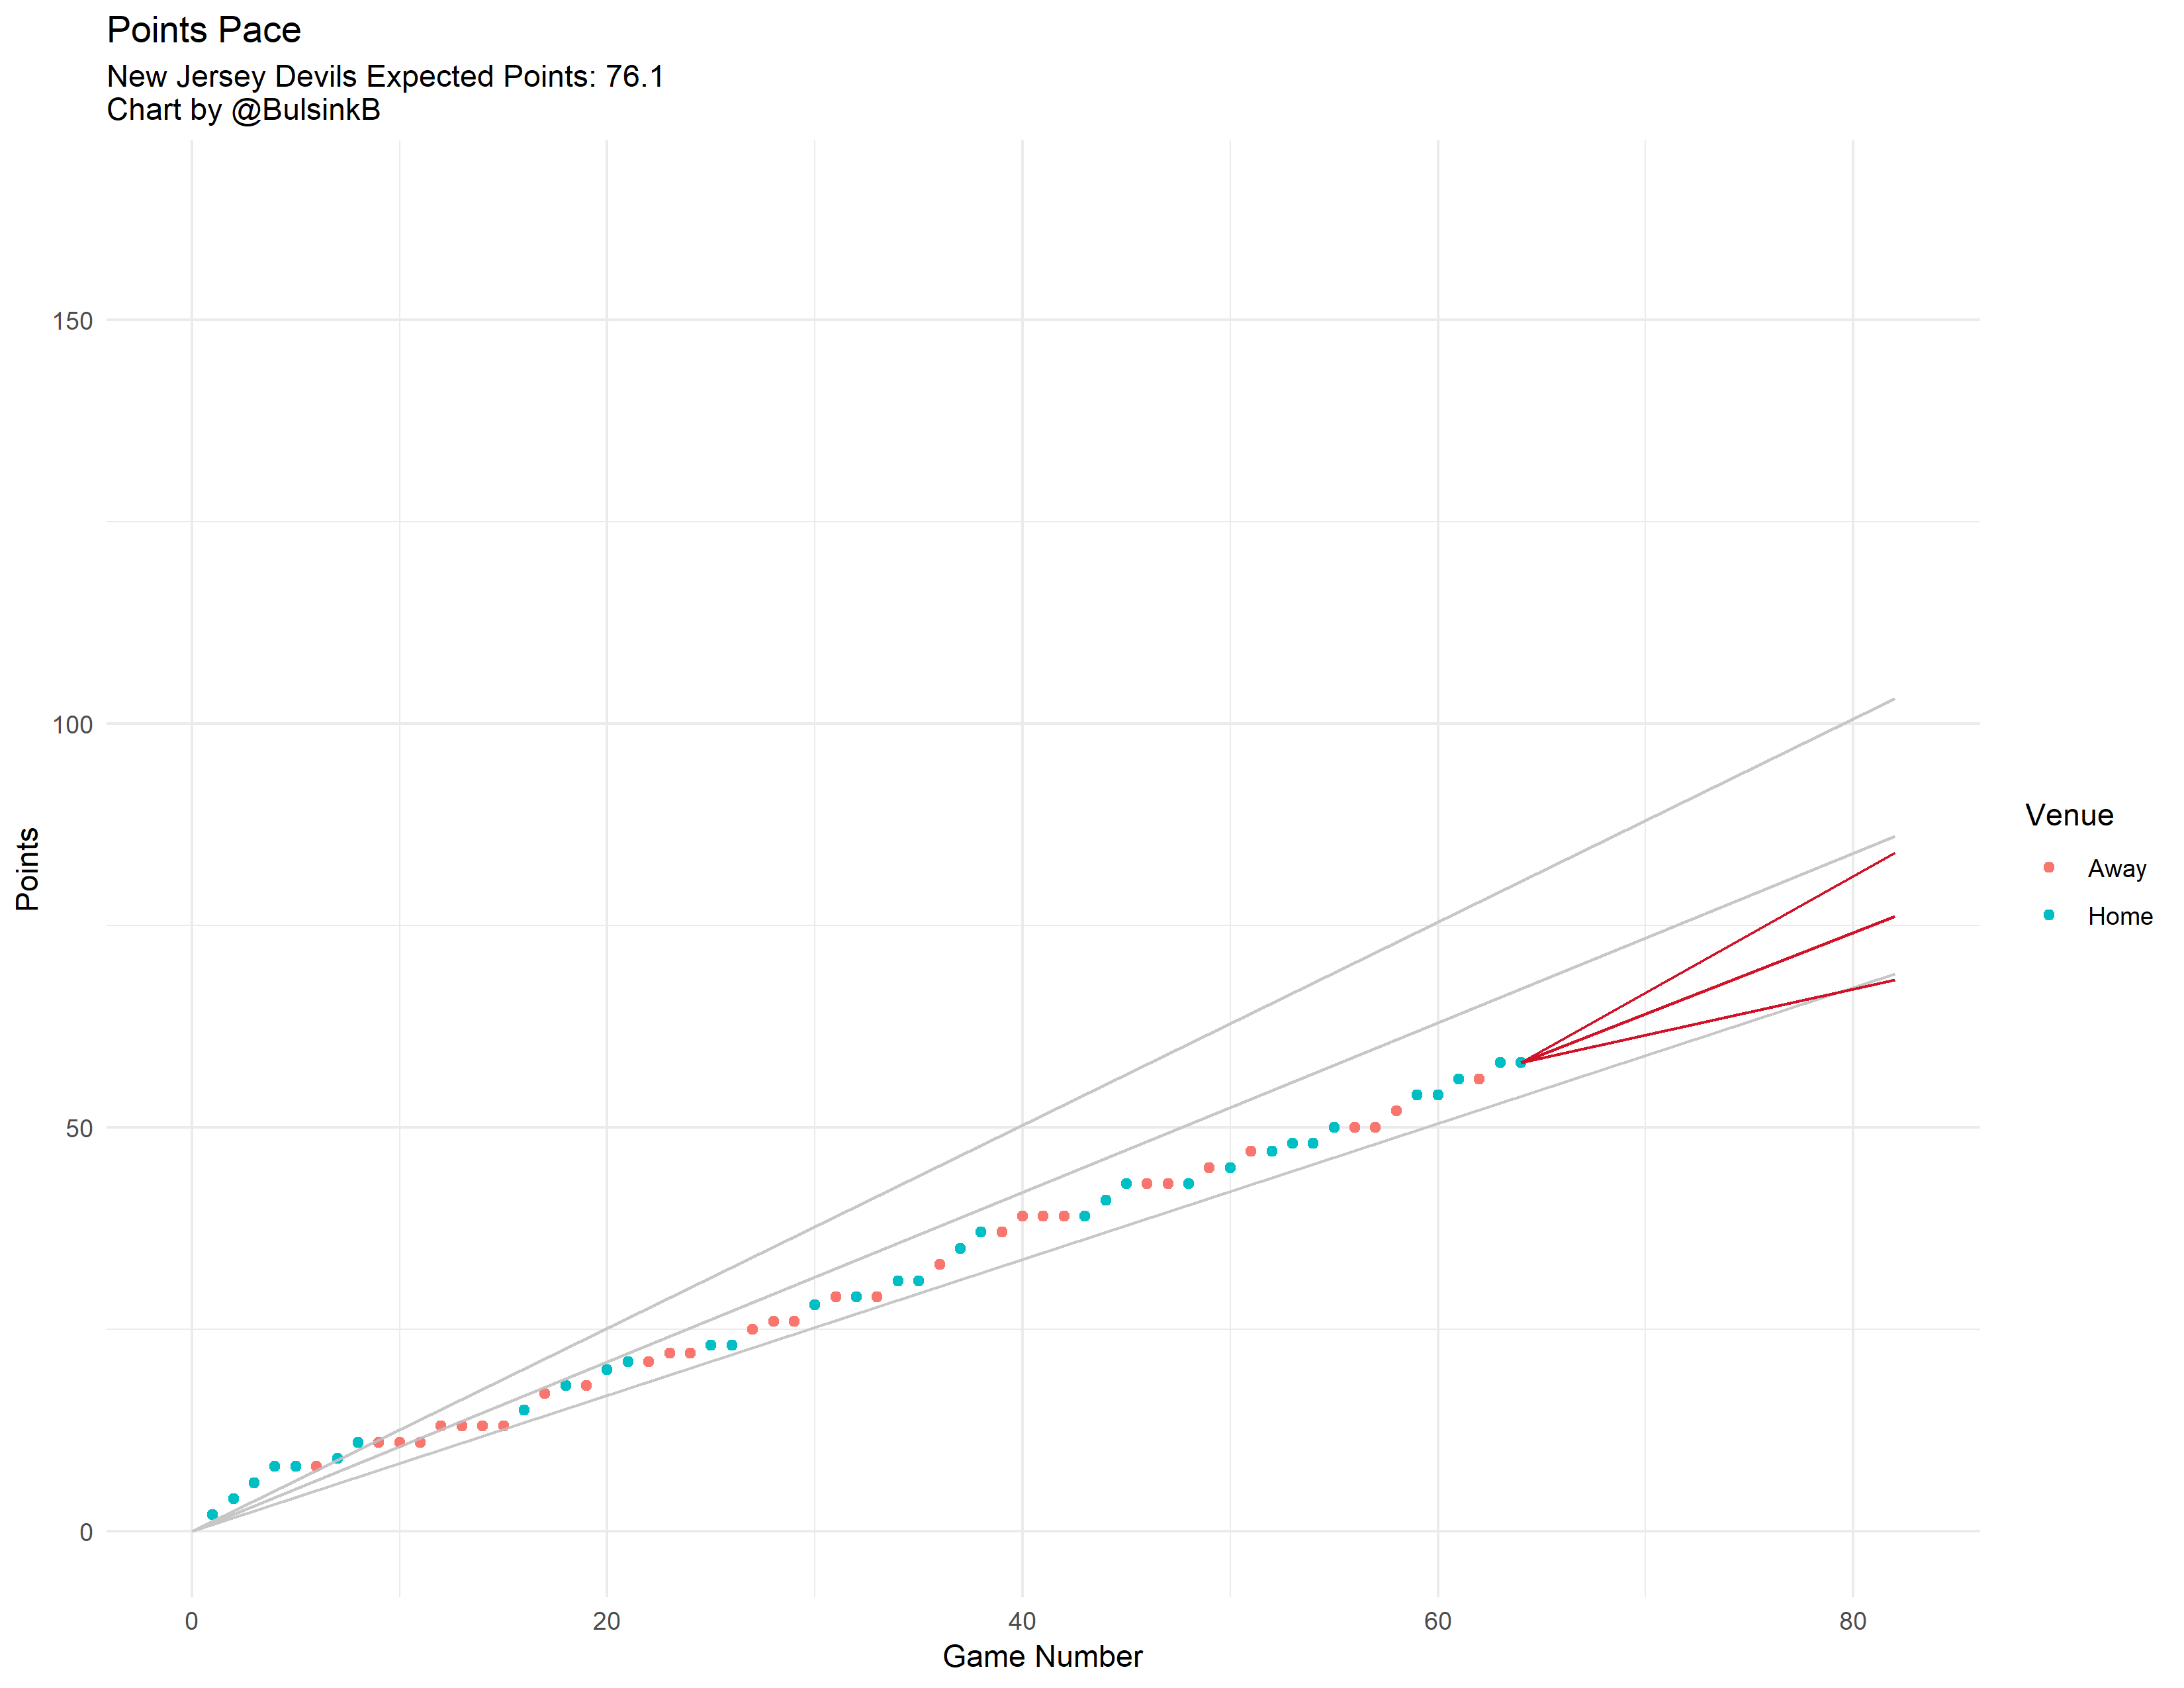 Points Pace
New Jersey Devils Expected Points: 76.1
Chart by @BulsinkB
150
100
50
0
Points
0
20
40
60
80
Game Number
Venue
Away
Home